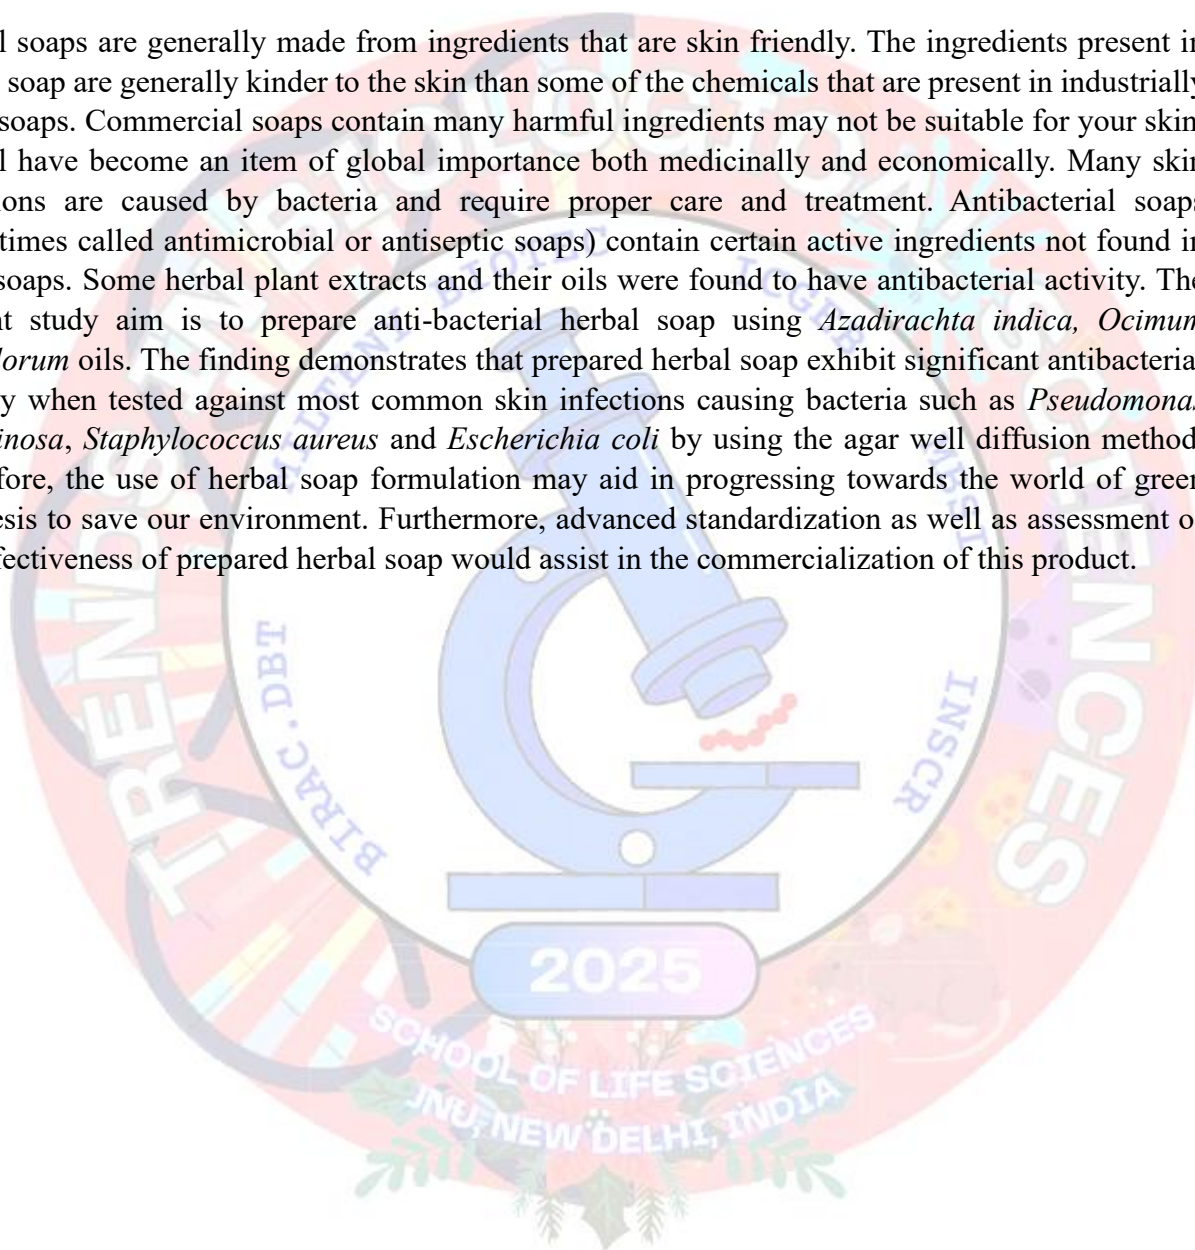 l soaps are generally made from ingredients that are skin friendly. The ingredients present in
soap are generally kinder to the skin than some of the chemicals that are present in industrially
soaps. Commercial soaps contain many harmful ingredients may not be suitable for your skin
l have become an item of global importance both medicinally and economically. Many skin
ions are caused by bacteria and require proper care and treatment. Antibacterial soaps
times called antimicrobial or antiseptic soaps) contain certain active ingredients not found in
soaps. Some herbal plant extracts and their oils were found to have antibacterial activity. The
nt study aim is to prepare anti-bacterial herbal soap using Azadirachta indica, Ocimum
lorum oils. The finding demonstrates that prepared herbal soap exhibit significant antibacterial
y when tested against most common skin infections causing bacteria such as Pseudomonas
inosa, Staphylococcus aureus and Escherichia coli by using the agar well diffusion method
fore, the use of herbal soap formulation may aid in progressing towards the world of green
esis to save our environment. Furthermore, advanced standardization as well as assessment o
fectiveness of prepared herbal soap would assist in the commercialization of this product.
TRENDS IN BIOLOGICAL SCIENCES
MILTENYI BIOTEC
BIRAC. DBT
INSCR
2025
SCHOOL OF LIFE SCIENCES
JNU, NEW DELHI, INDIA